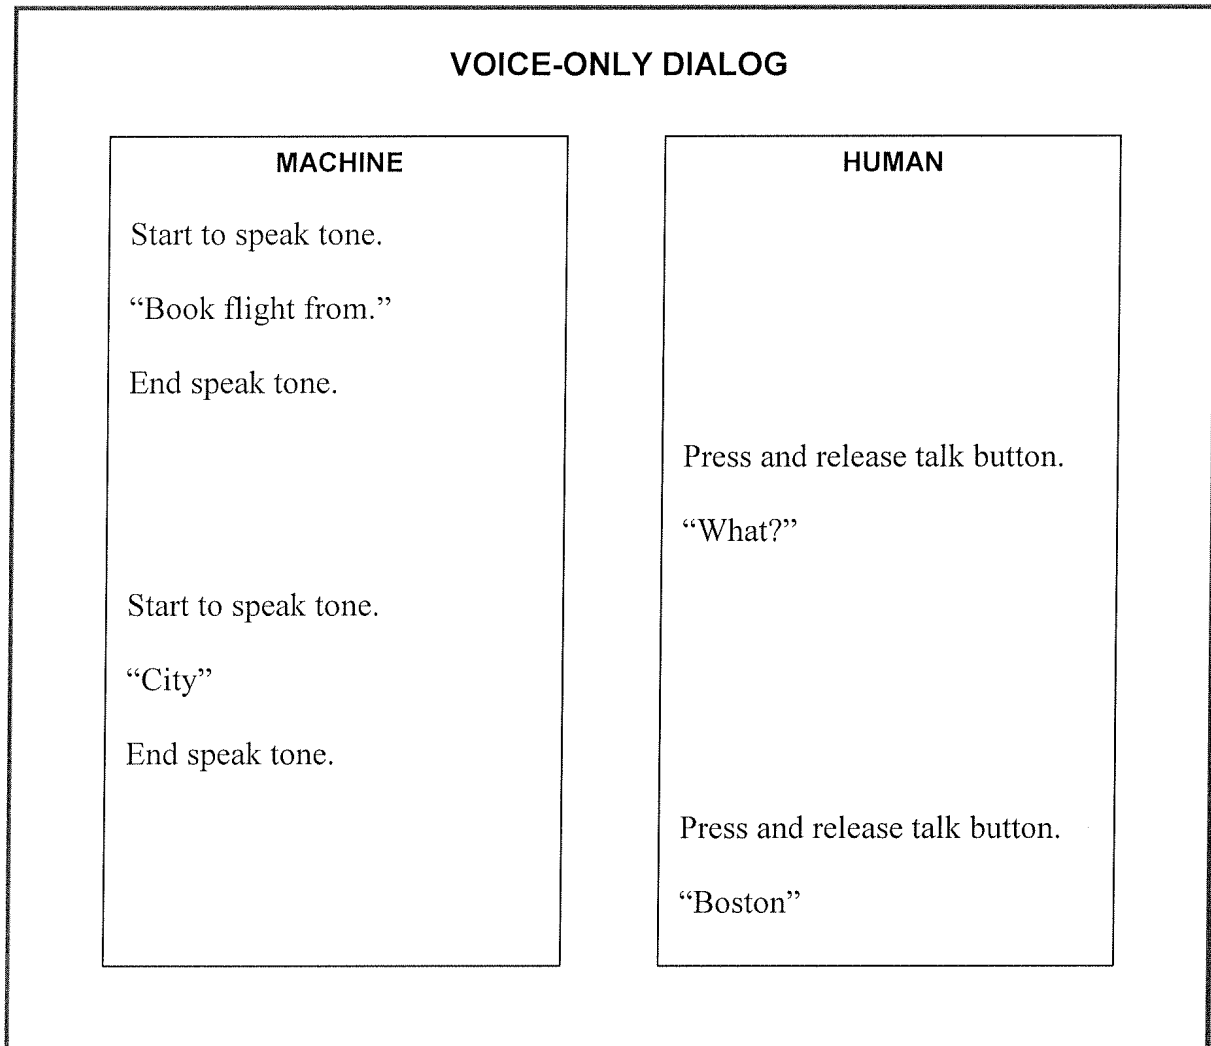 VOICE-ONLY DIALOG
MACHINE
Start to speak tone.
“Book flight from.”
End speak tone.
Start to speak tone.
“City”
End speak tone.
HUMAN
Press and release talk button.
“What?”
Press and release talk button.
“Boston”